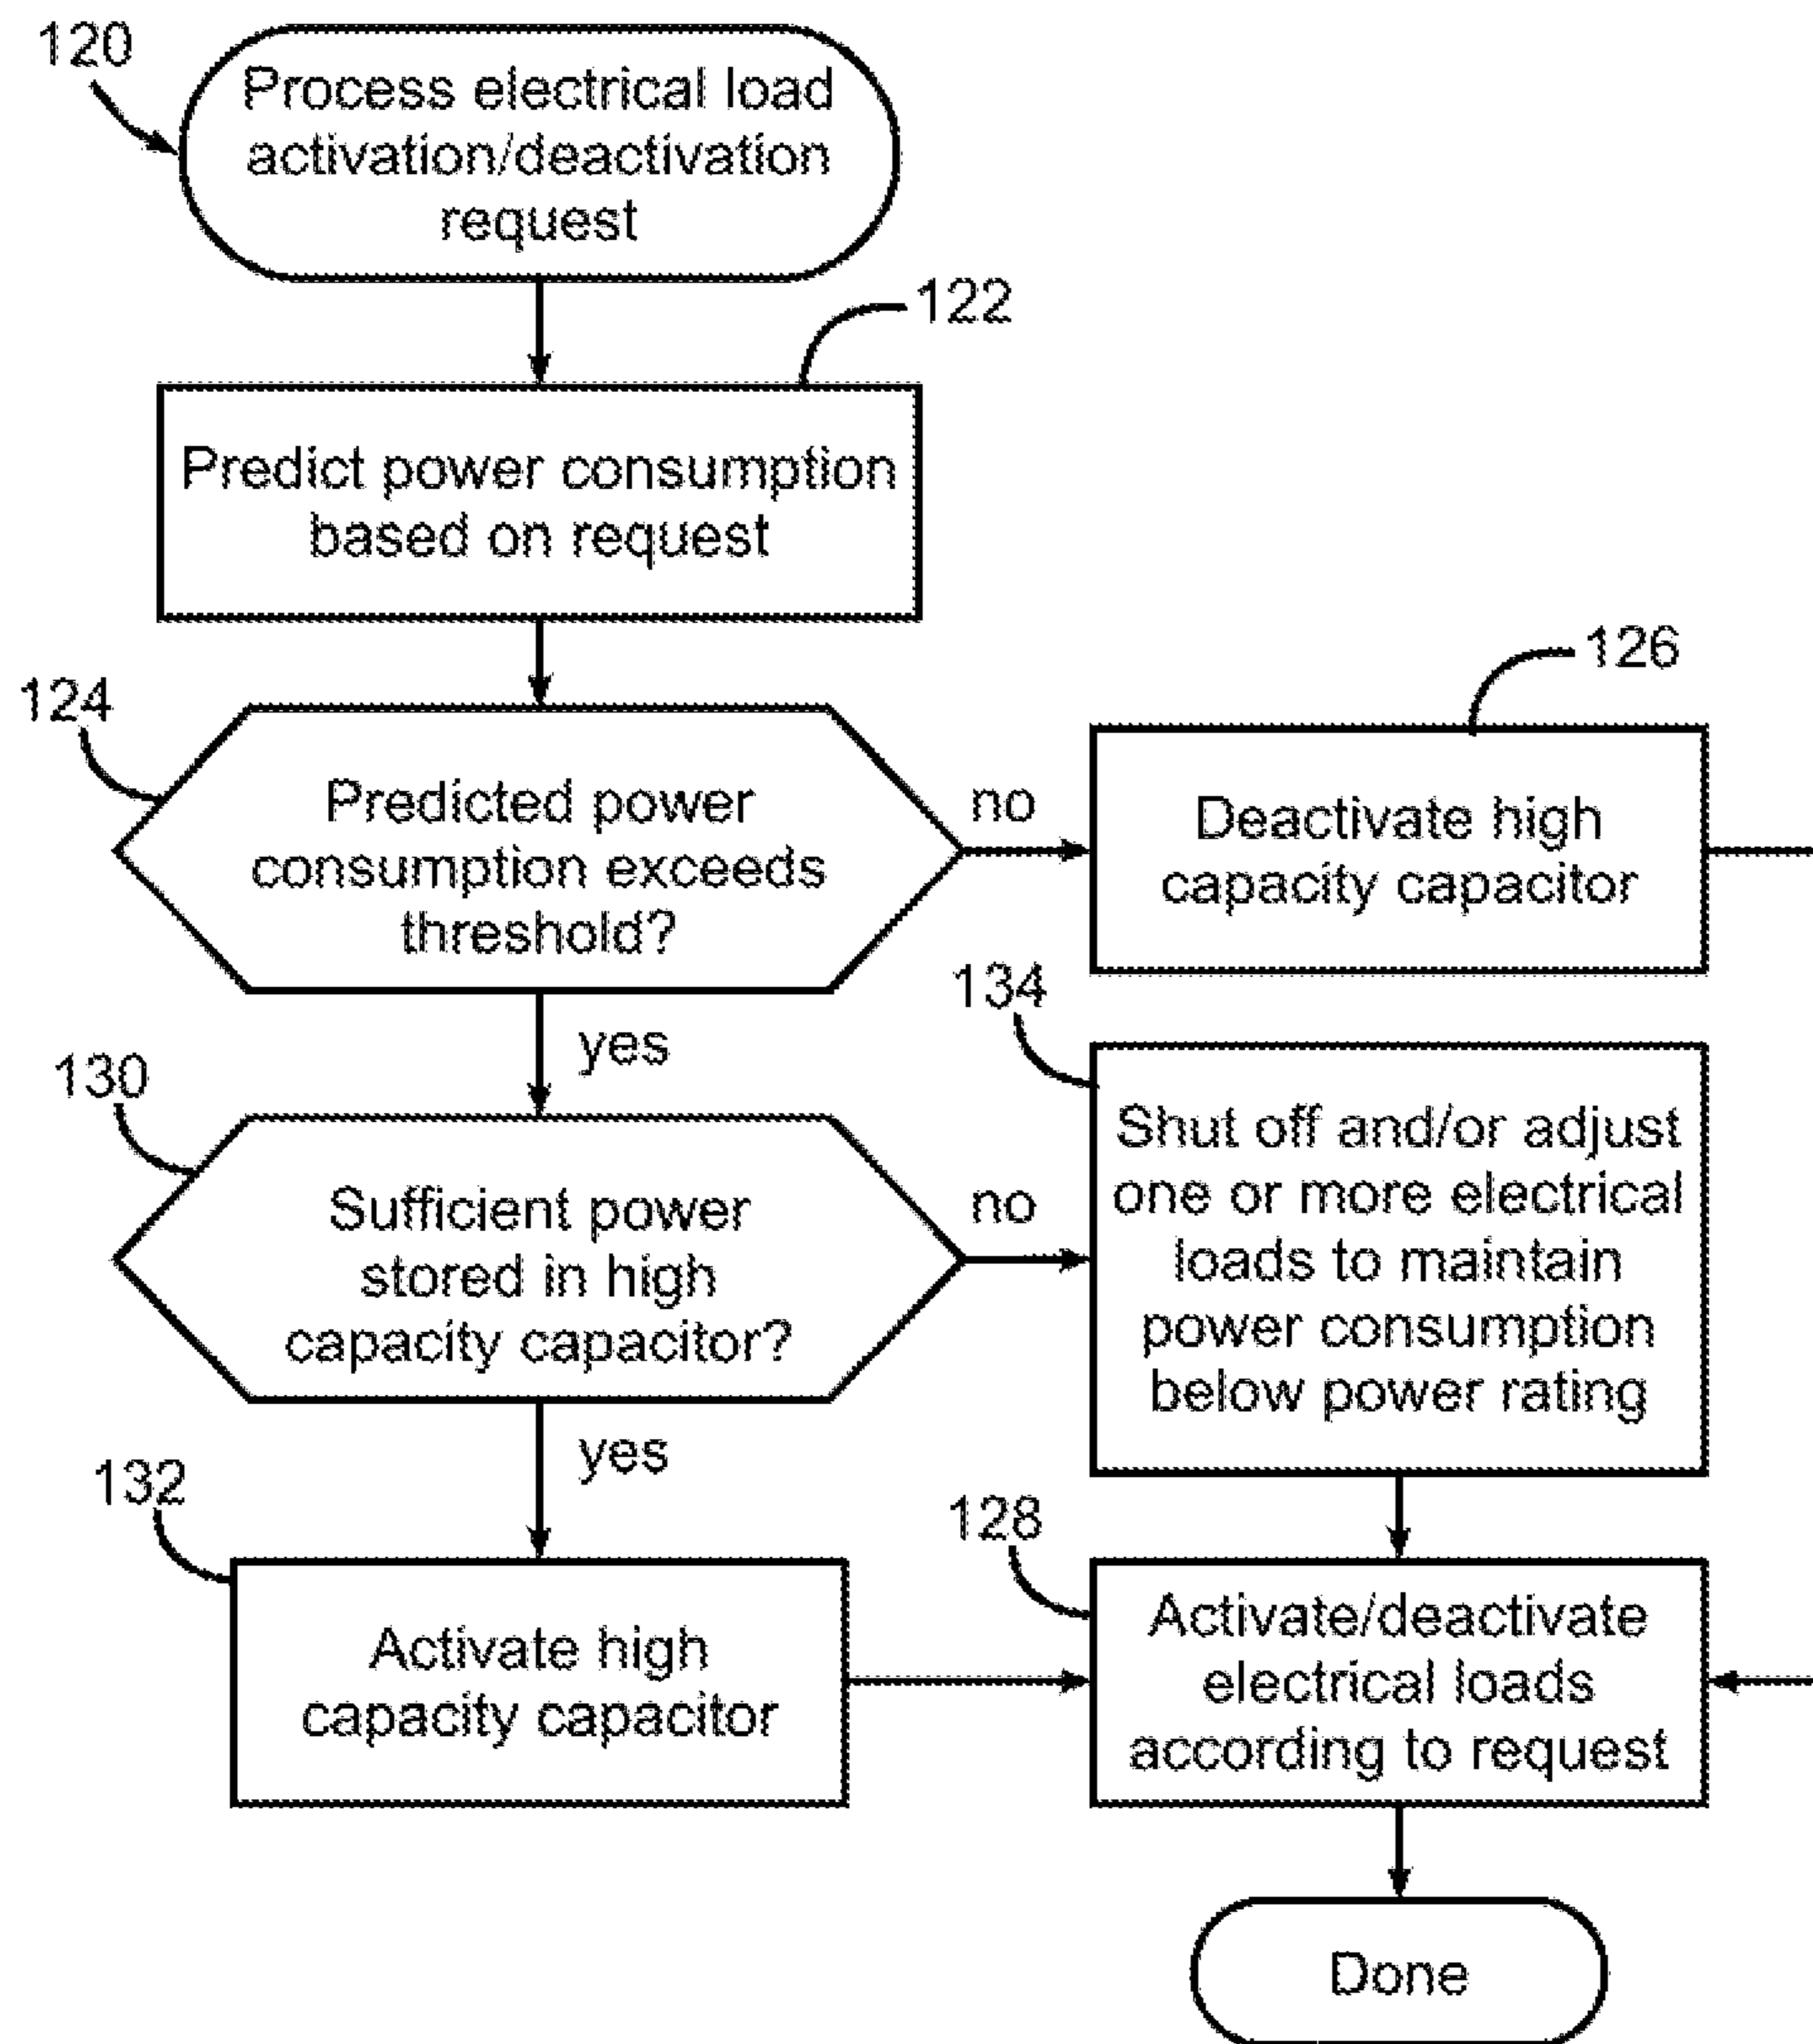 120
Process electrical load
activation/deactivation
request
122
Predict power consumption
based on request
124
Predicted power
consumption exceeds
threshold?
no
126
Deactivate high
capacity capacitor
yes
130
Sufficient power
stored in high
capacity capacitor?
no
134
Shut off and/or adjust
one or more electrical
loads to maintain
power consumption
below power rating
yes
132
Activate high
capacity capacitor
128
Activate/deactivate
electrical loads
according to request
Done